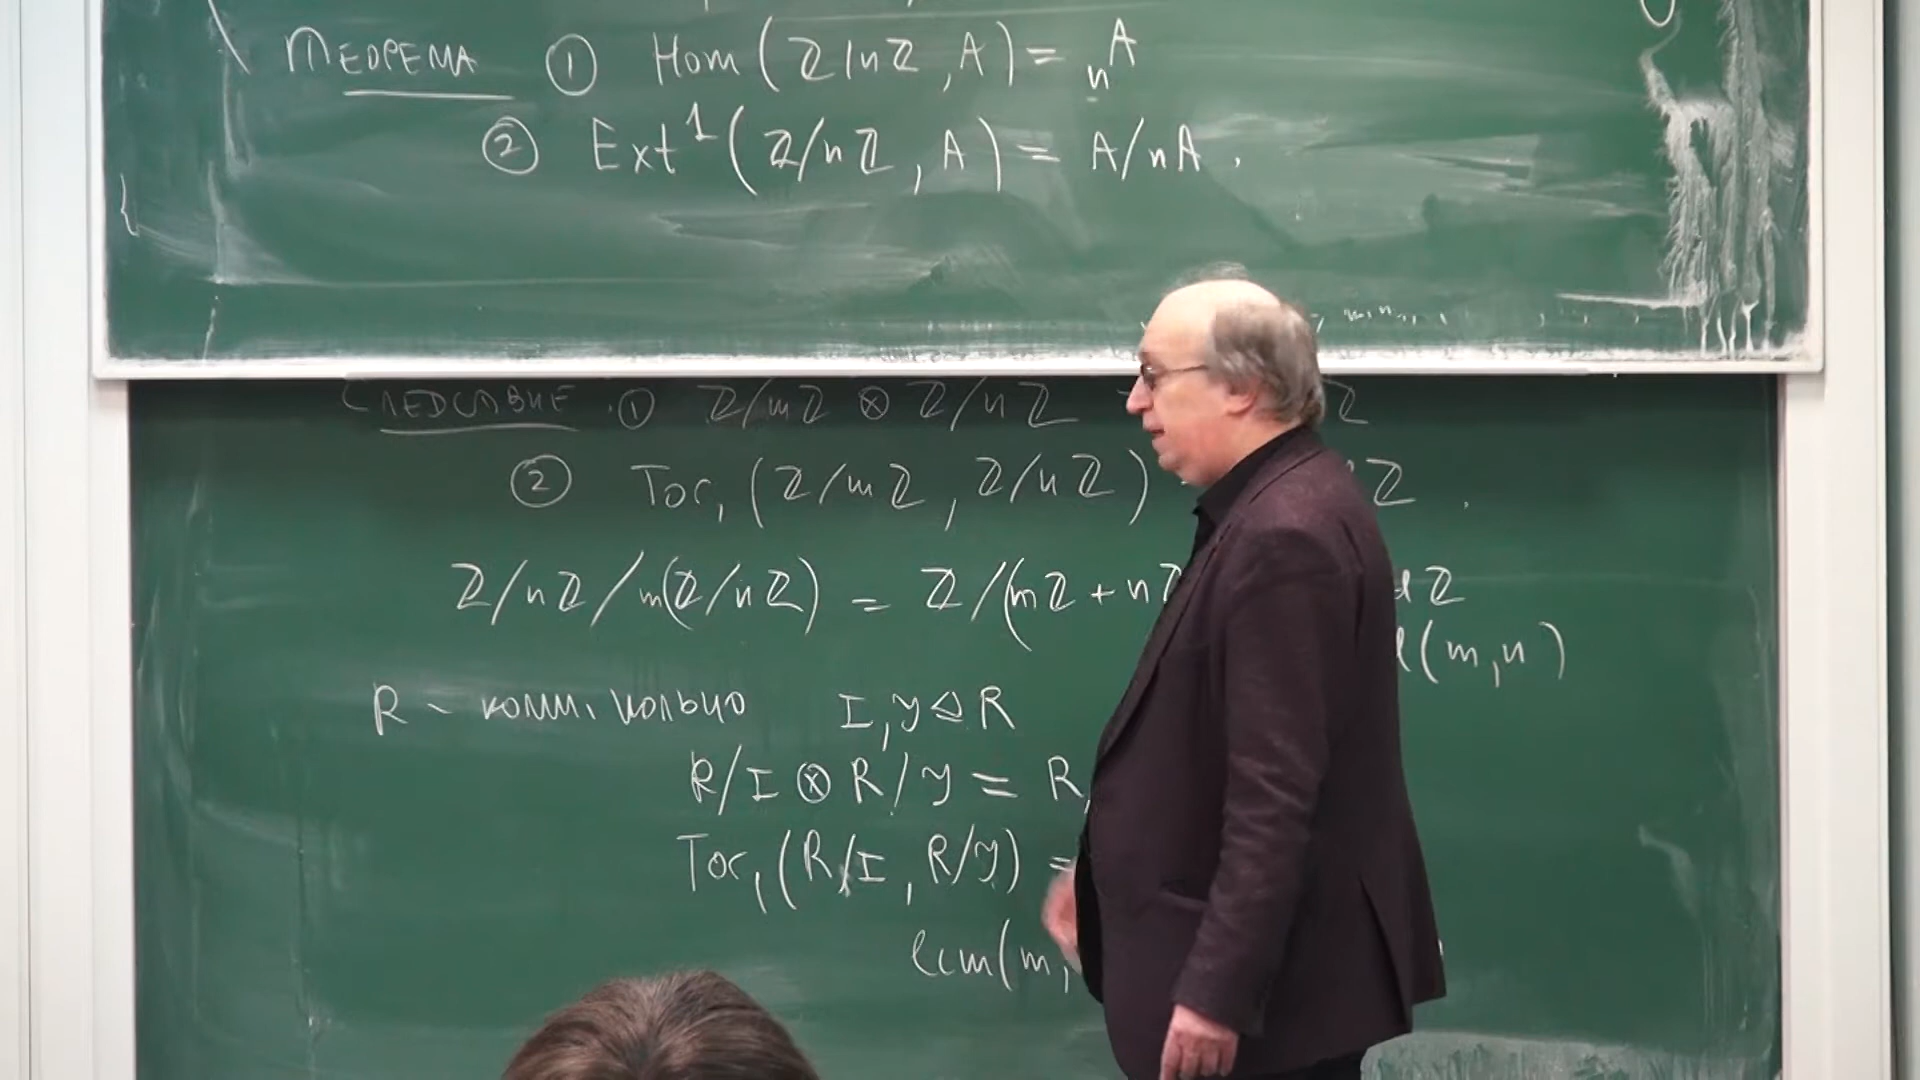 Теорема ① Hom(ℤ/nℤ, A) = ₙA
② Ext¹(ℤ/nℤ, A) = A/nA.
Следствие. ① ℤ/mℤ ⊗ ℤ/nℤ ℤ
② Tor₁(ℤ/mℤ, ℤ/nℤ) = ℤ.
ℤ/nℤ/m(ℤ/nℤ) = ℤ/(mℤ + nℤ dℤ
(m,n)
R - комм. кольцо I, J ⊴ R
R/I ⊗ R/J = R
Tor₁(R/I, R/J) =
lcm(m,